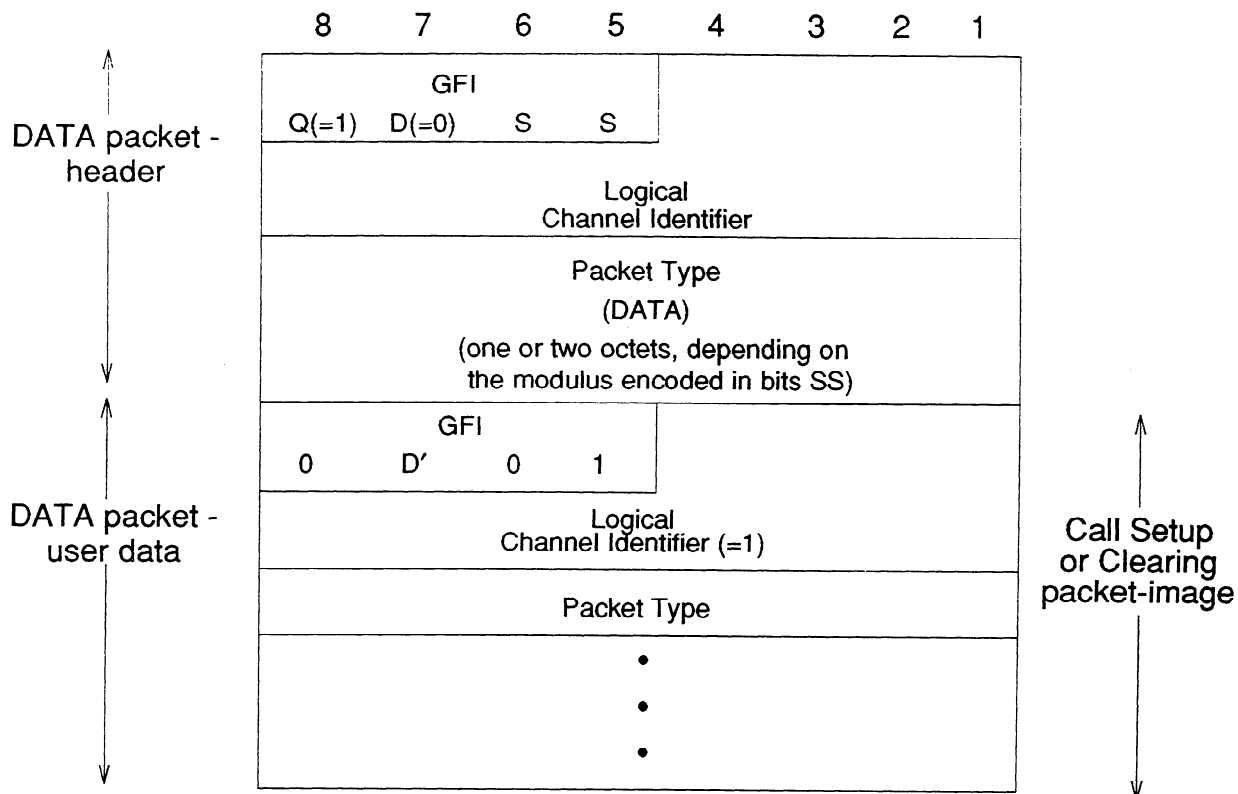 8 7 6 5 4 3 2 1
GFI
Q(=1) D(=0) S S
DATA packet -
header
Logical
Channel Identifier
Packet Type
(DATA)
(one or two octets, depending on
the modulus encoded in bits SS)
GFI
0 D′ 0 1
DATA packet -
user data
Logical
Channel Identifier (=1)
Call Setup
or Clearing
packet-image
Packet Type